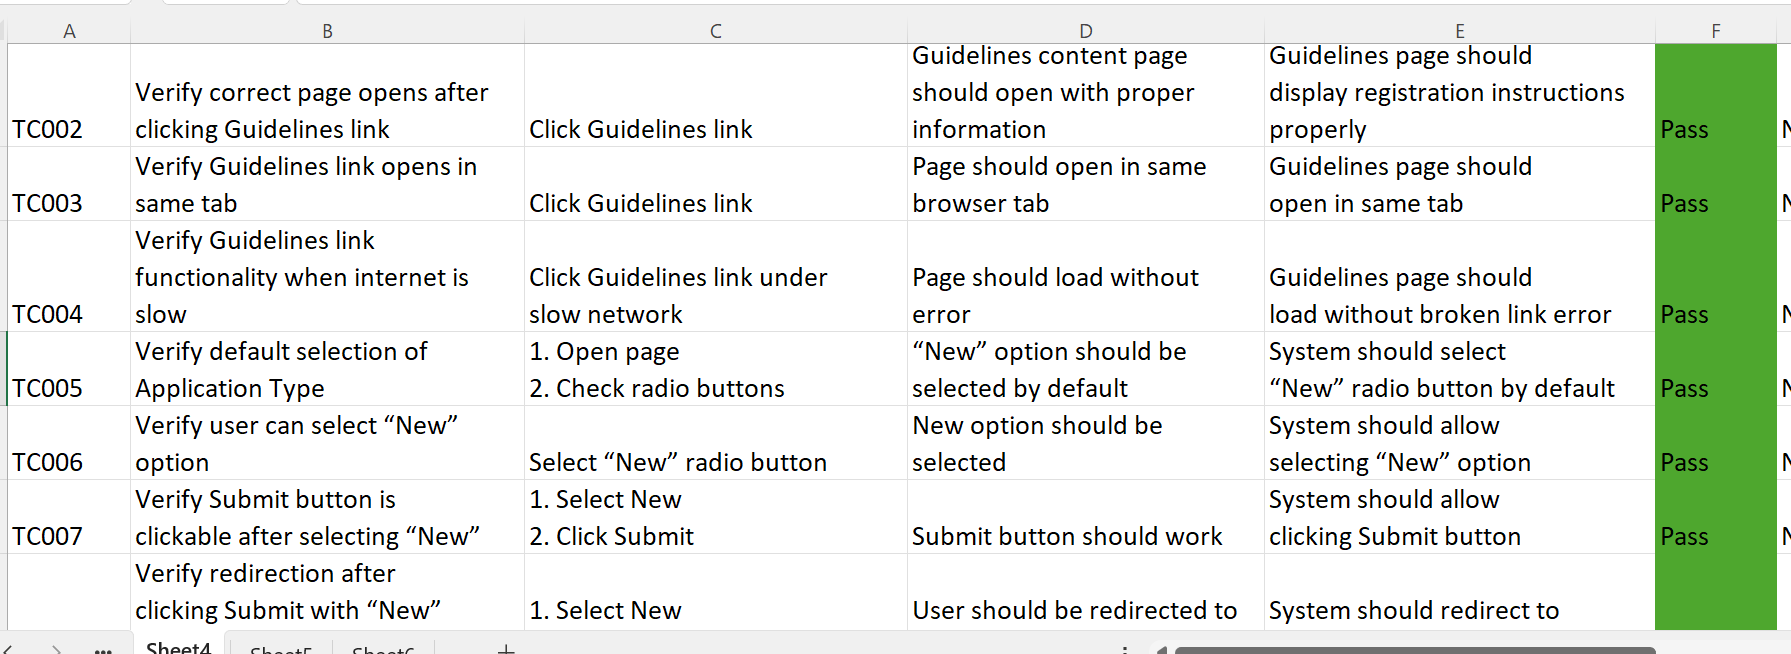 A B C D E F
TC002
Verify correct page opens after
clicking Guidelines link
Click Guidelines link
Guidelines content page
should open with proper
information
Guidelines page should
display registration instructions
properly
Pass
TC003
Verify Guidelines link opens in
same tab
Click Guidelines link
Page should open in same
browser tab
Guidelines page should
open in same tab
Pass
TC004
Verify Guidelines link
functionality when internet is
slow
Click Guidelines link under
slow network
Page should load without
error
Guidelines page should
load without broken link error
Pass
TC005
Verify default selection of
Application Type
1. Open page
2. Check radio buttons
“New” option should be
selected by default
System should select
“New” radio button by default
Pass
TC006
Verify user can select “New”
option
Select “New” radio button
New option should be
selected
System should allow
selecting “New” option
Pass
TC007
Verify Submit button is
clickable after selecting “New”
1. Select New
2. Click Submit
Submit button should work
System should allow
clicking Submit button
Pass
Verify redirection after
clicking Submit with “New”
1. Select New
User should be redirected to
System should redirect to
Sheet4 Sheet5 Sheet6